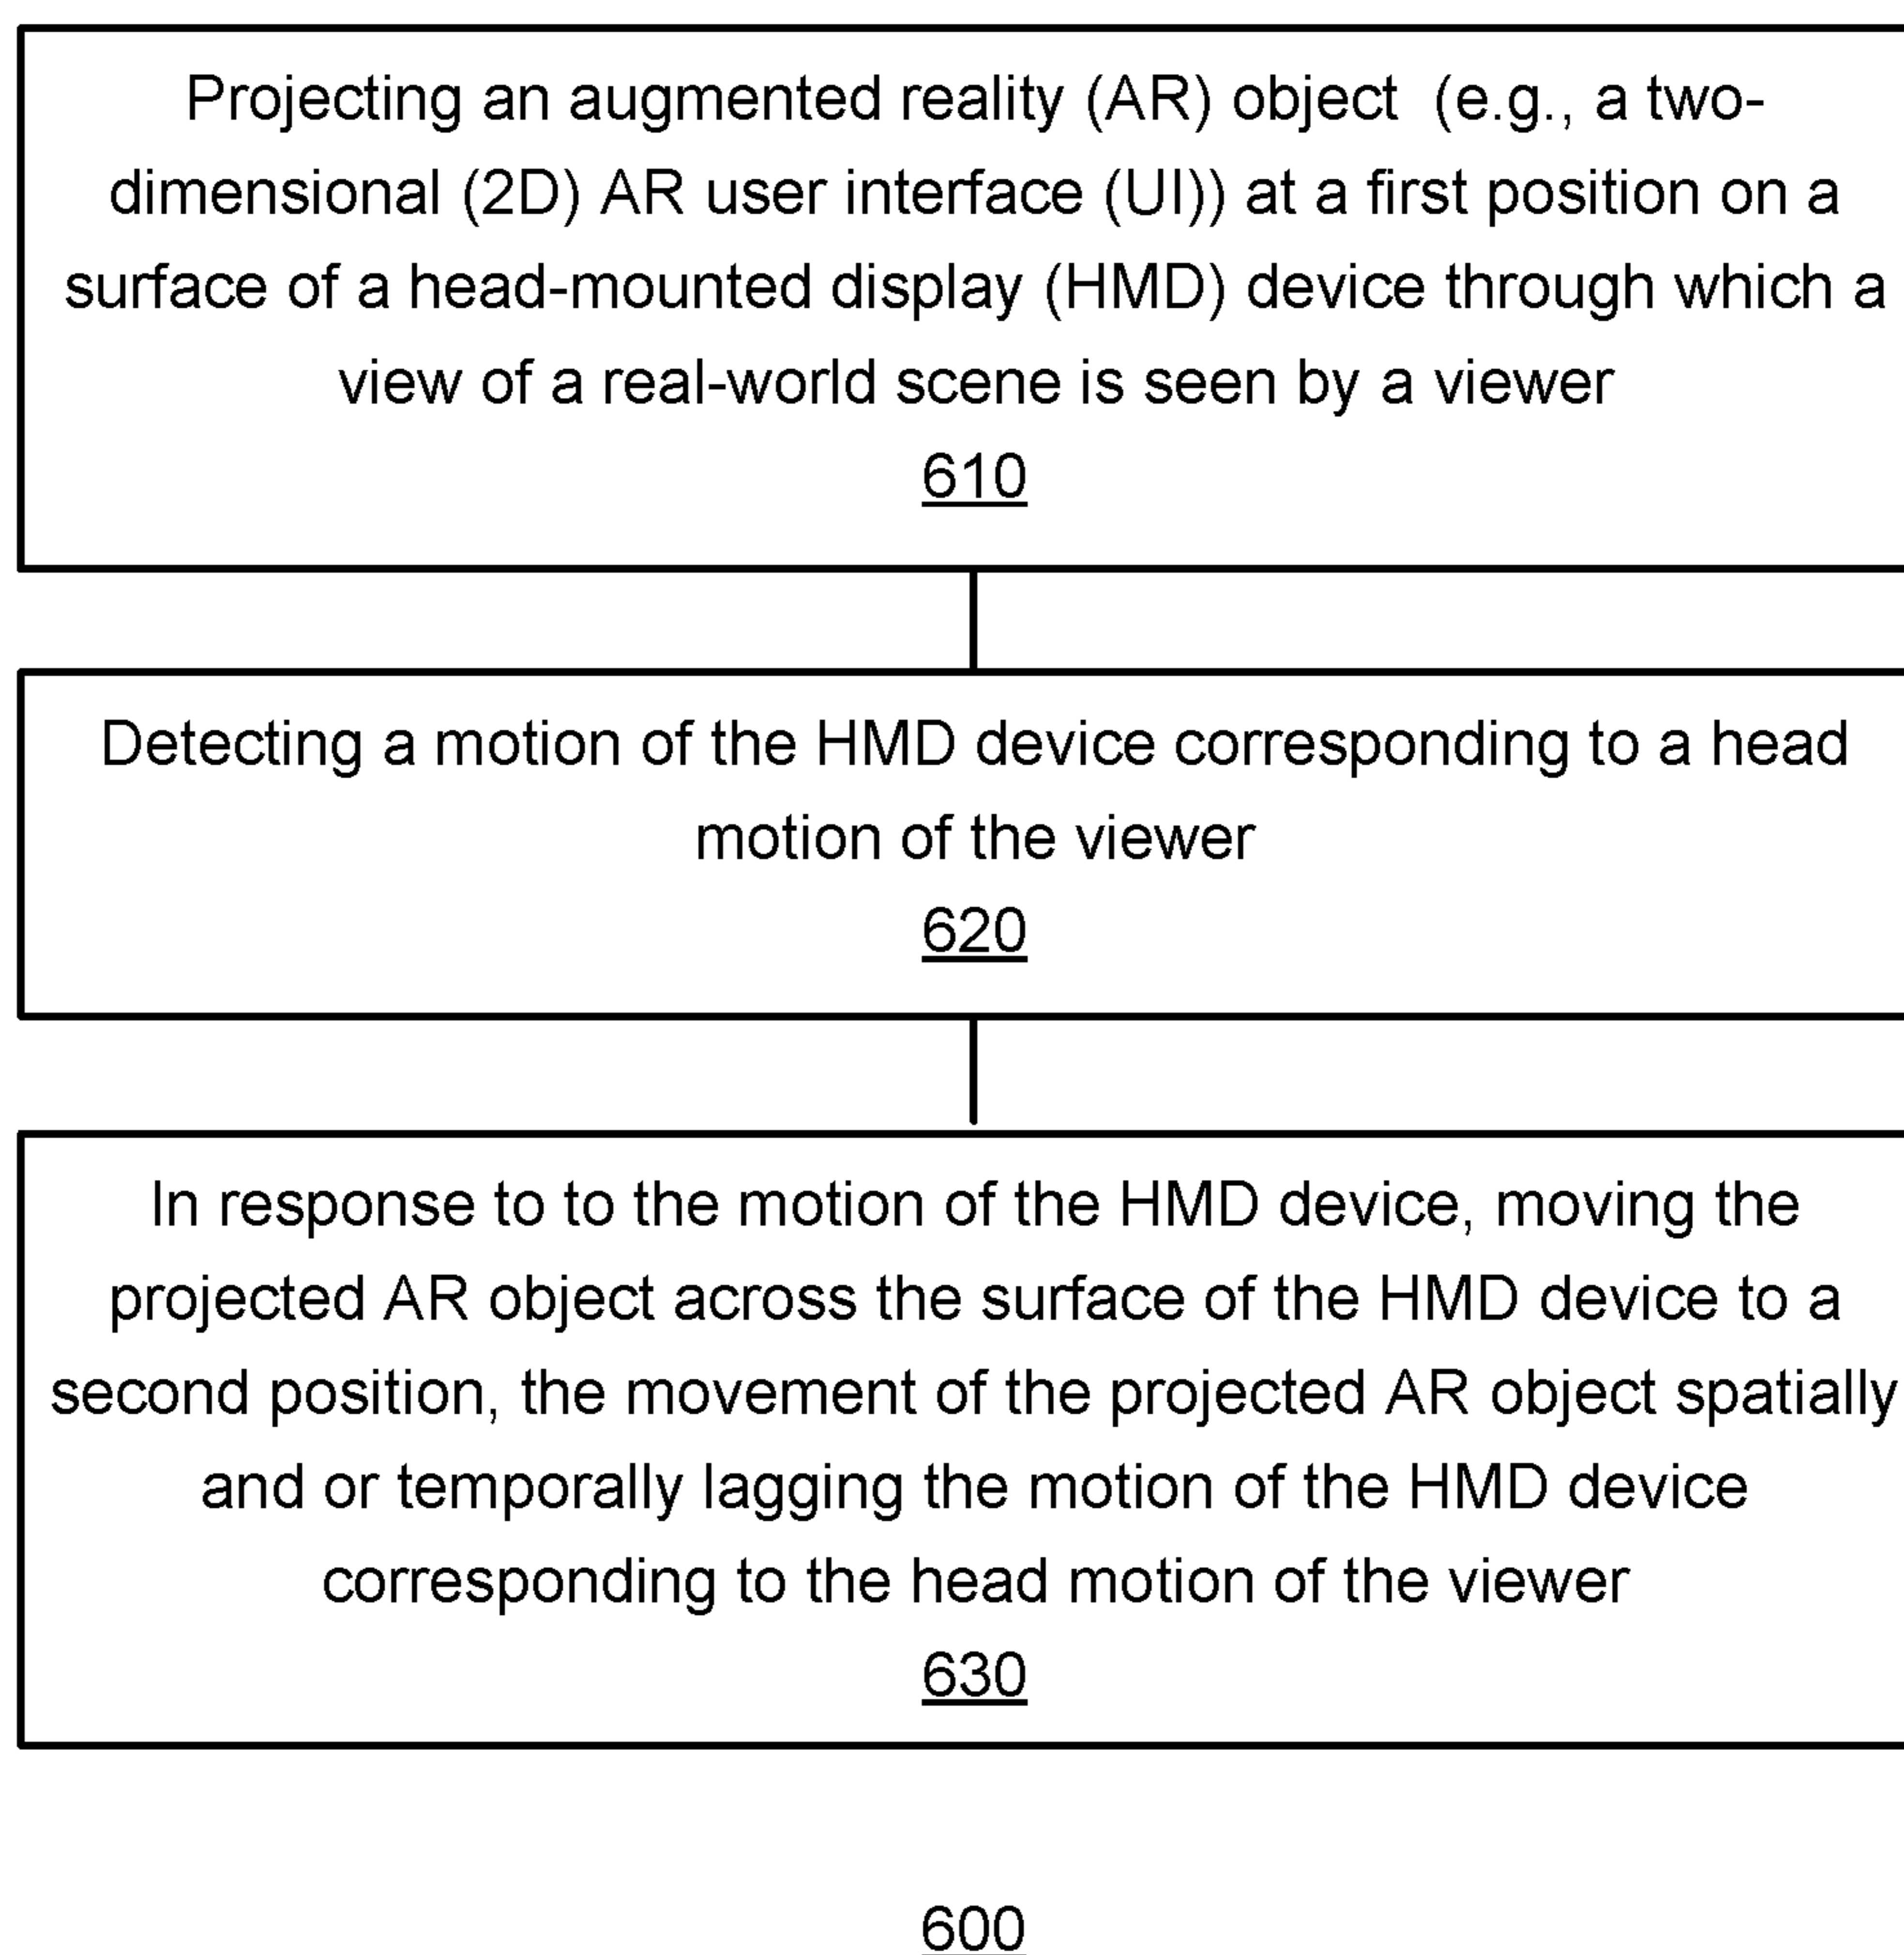 Projecting an augmented reality (AR) object (e.g., a two-
dimensional (2D) AR user interface (UI)) at a first position on a
surface of a head-mounted display (HMD) device through which a
view of a real-world scene is seen by a viewer
610
Detecting a motion of the HMD device corresponding to a head
motion of the viewer
620
In response to to the motion of the HMD device, moving the
projected AR object across the surface of the HMD device to a
second position, the movement of the projected AR object spatially
and or temporally lagging the motion of the HMD device
corresponding to the head motion of the viewer
630
600